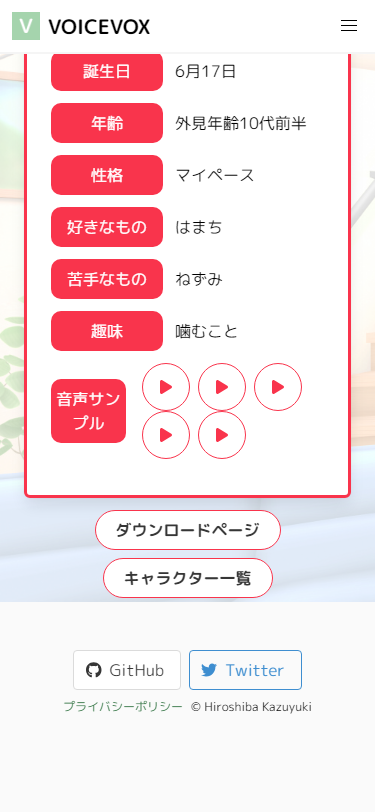 V VOICEVOX
誕生日 6月17日
年齢 外見年齢10代前半
性格 マイペース
好きなもの はまち
苦手なもの ねずみ
趣味 噛むこと
音声サン
プル
ダウンロードページ
キャラクター一覧
GitHub Twitter
プライバシーポリシー © Hiroshiba Kazuyuki